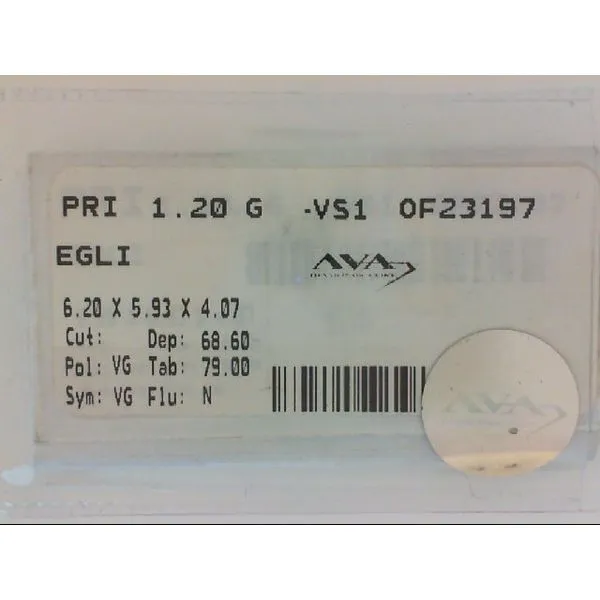 PRI 1.20 G -VS1 OF23197
EGLI
AVA
6.20 X 5.93 X 4.07
Cut: Dep: 68.60
Pol: VG Tab: 79.00
Sym: VG Flu: N